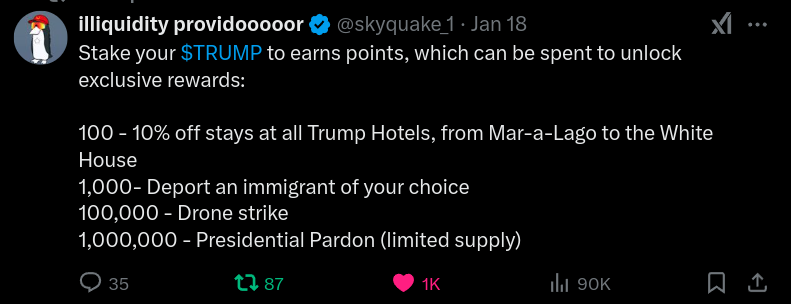 illiquidity providooooor @skyquake_1 · Jan 18
Stake your $TRUMP to earns points, which can be spent to unlock
exclusive rewards:
100 - 10% off stays at all Trump Hotels, from Mar-a-Lago to the White
House
1,000- Deport an immigrant of your choice
100,000 - Drone strike
1,000,000 - Presidential Pardon (limited supply)
35 87 1K 90K